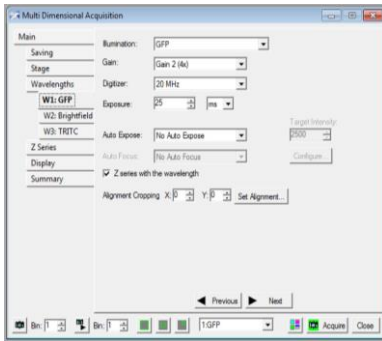 Multi Dimensional Acquisition
Main
Saving
Stage
Wavelengths
W1: GFP
W2: Brightfield
W3: TRITC
Z Series
Display
Summary
Illumination: GFP
Gain: Gain 2 (4x)
Digitizer: 20 MHz
Exposure: 25 ms
Target Intensity:
Auto Expose: No Auto Expose 2500
Auto Focus: No Auto Focus Configure...
Z series with the wavelength
Alignment Cropping X: 0 Y: 0 Set Alignment...
Previous Next
Bin: 1 Bin: 1 1:GFP Acquire Close